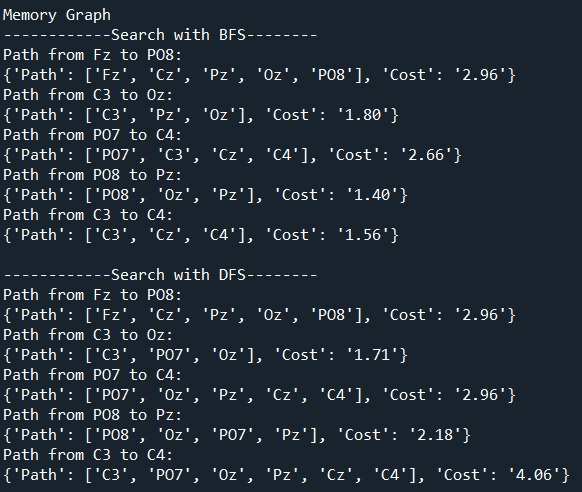 Memory Graph
------------Search with BFS--------
Path from Fz to PO8:
{'Path': ['Fz', 'Cz', 'Pz', 'Oz', 'PO8'], 'Cost': '2.96'}
Path from C3 to Oz:
{'Path': ['C3', 'Pz', 'Oz'], 'Cost': '1.80'}
Path from PO7 to C4:
{'Path': ['PO7', 'C3', 'Cz', 'C4'], 'Cost': '2.66'}
Path from PO8 to Pz:
{'Path': ['PO8', 'Oz', 'Pz'], 'Cost': '1.40'}
Path from C3 to C4:
{'Path': ['C3', 'Cz', 'C4'], 'Cost': '1.56'}
------------Search with DFS--------
Path from Fz to PO8:
{'Path': ['Fz', 'Cz', 'Pz', 'Oz', 'PO8'], 'Cost': '2.96'}
Path from C3 to Oz:
{'Path': ['C3', 'PO7', 'Oz'], 'Cost': '1.71'}
Path from PO7 to C4:
{'Path': ['PO7', 'Oz', 'Pz', 'Cz', 'C4'], 'Cost': '2.96'}
Path from PO8 to Pz:
{'Path': ['PO8', 'Oz', 'PO7', 'Pz'], 'Cost': '2.18'}
Path from C3 to C4:
{'Path': ['C3', 'PO7', 'Oz', 'Pz', 'Cz', 'C4'], 'Cost': '4.06'}